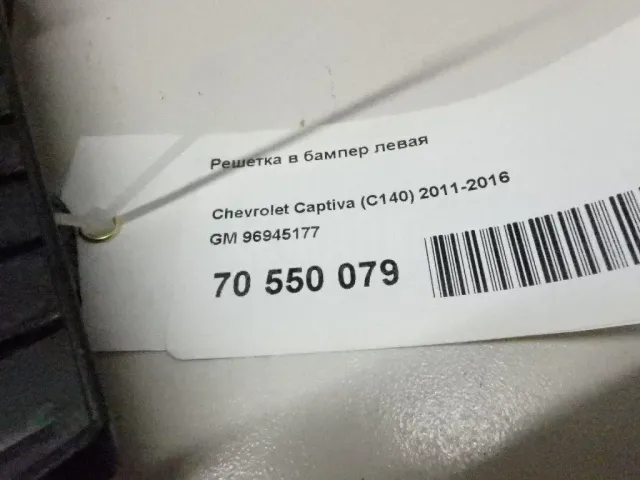 Решетка в бампер левая
Chevrolet Captiva (C140) 2011-2016
GM 96945177
70 550 079